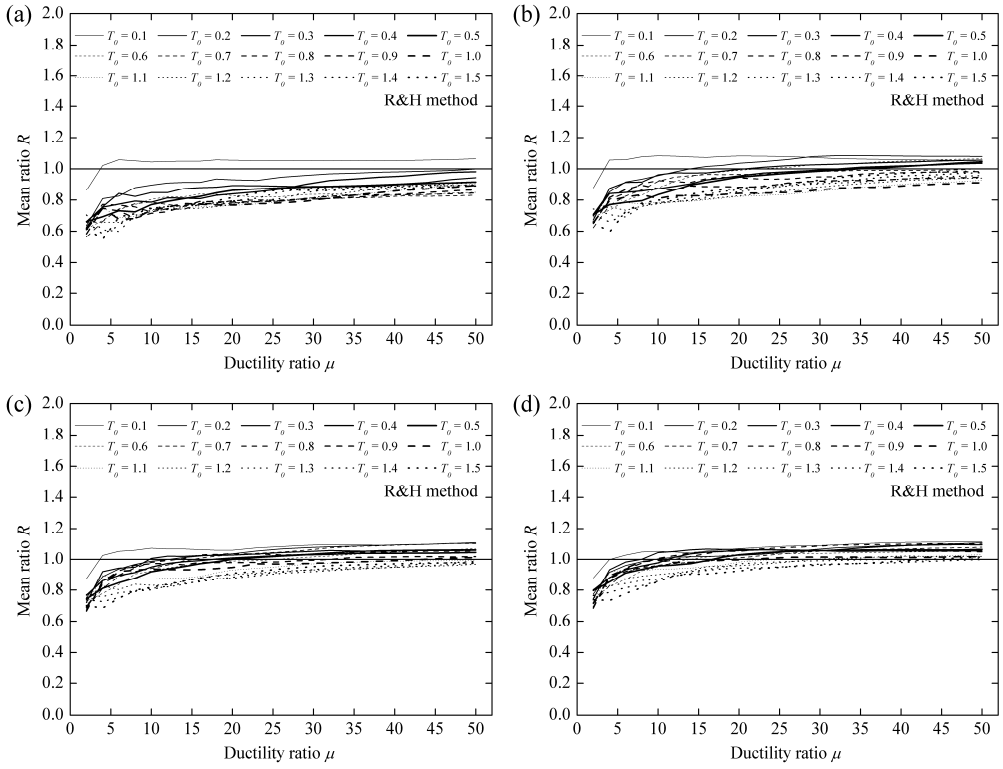 (a)
2.0
1.8
1.6
1.4
1.2
1.0
0.8
0.6
0.4
0.2
0.0
Mean ratio R
T0 = 0.1 T0 = 0.2 T0 = 0.3 T0 = 0.4 T0 = 0.5
T0 = 0.6 T0 = 0.7 T0 = 0.8 T0 = 0.9 T0 = 1.0
T0 = 1.1 T0 = 1.2 T0 = 1.3 T0 = 1.4 T0 = 1.5
R&H method
0 5 10 15 20 25 30 35 40 45 50
Ductility ratio μ
(b)
2.0
1.8
1.6
1.4
1.2
1.0
0.8
0.6
0.4
0.2
0.0
Mean ratio R
T0 = 0.1 T0 = 0.2 T0 = 0.3 T0 = 0.4 T0 = 0.5
T0 = 0.6 T0 = 0.7 T0 = 0.8 T0 = 0.9 T0 = 1.0
T0 = 1.1 T0 = 1.2 T0 = 1.3 T0 = 1.4 T0 = 1.5
R&H method
0 5 10 15 20 25 30 35 40 45 50
Ductility ratio μ
(c)
2.0
1.8
1.6
1.4
1.2
1.0
0.8
0.6
0.4
0.2
0.0
Mean ratio R
T0 = 0.1 T0 = 0.2 T0 = 0.3 T0 = 0.4 T0 = 0.5
T0 = 0.6 T0 = 0.7 T0 = 0.8 T0 = 0.9 T0 = 1.0
T0 = 1.1 T0 = 1.2 T0 = 1.3 T0 = 1.4 T0 = 1.5
R&H method
0 5 10 15 20 25 30 35 40 45 50
Ductility ratio μ
(d)
2.0
1.8
1.6
1.4
1.2
1.0
0.8
0.6
0.4
0.2
0.0
Mean ratio R
T0 = 0.1 T0 = 0.2 T0 = 0.3 T0 = 0.4 T0 = 0.5
T0 = 0.6 T0 = 0.7 T0 = 0.8 T0 = 0.9 T0 = 1.0
T0 = 1.1 T0 = 1.2 T0 = 1.3 T0 = 1.4 T0 = 1.5
R&H method
0 5 10 15 20 25 30 35 40 45 50
Ductility ratio μ